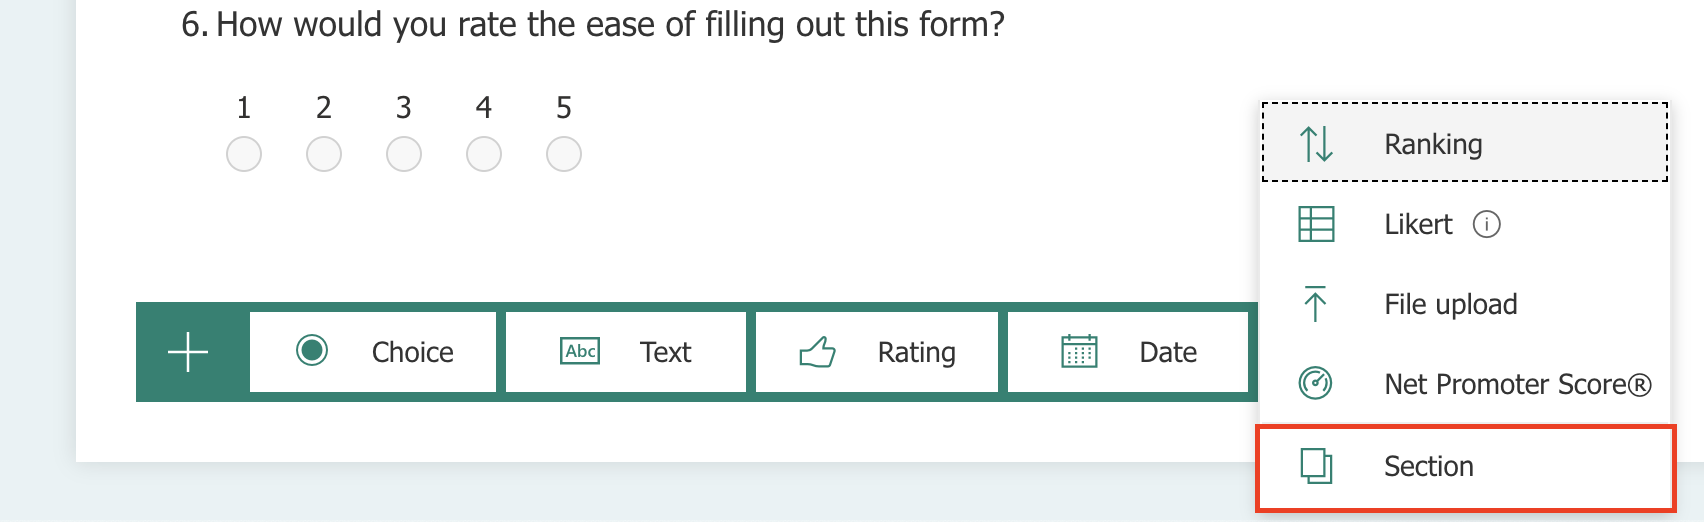 6. How would you rate the ease of filling out this form?
1 2 3 4 5
Ranking
Likert i
File upload
Abc
Choice Text Rating Date
Net Promoter Score®
Section